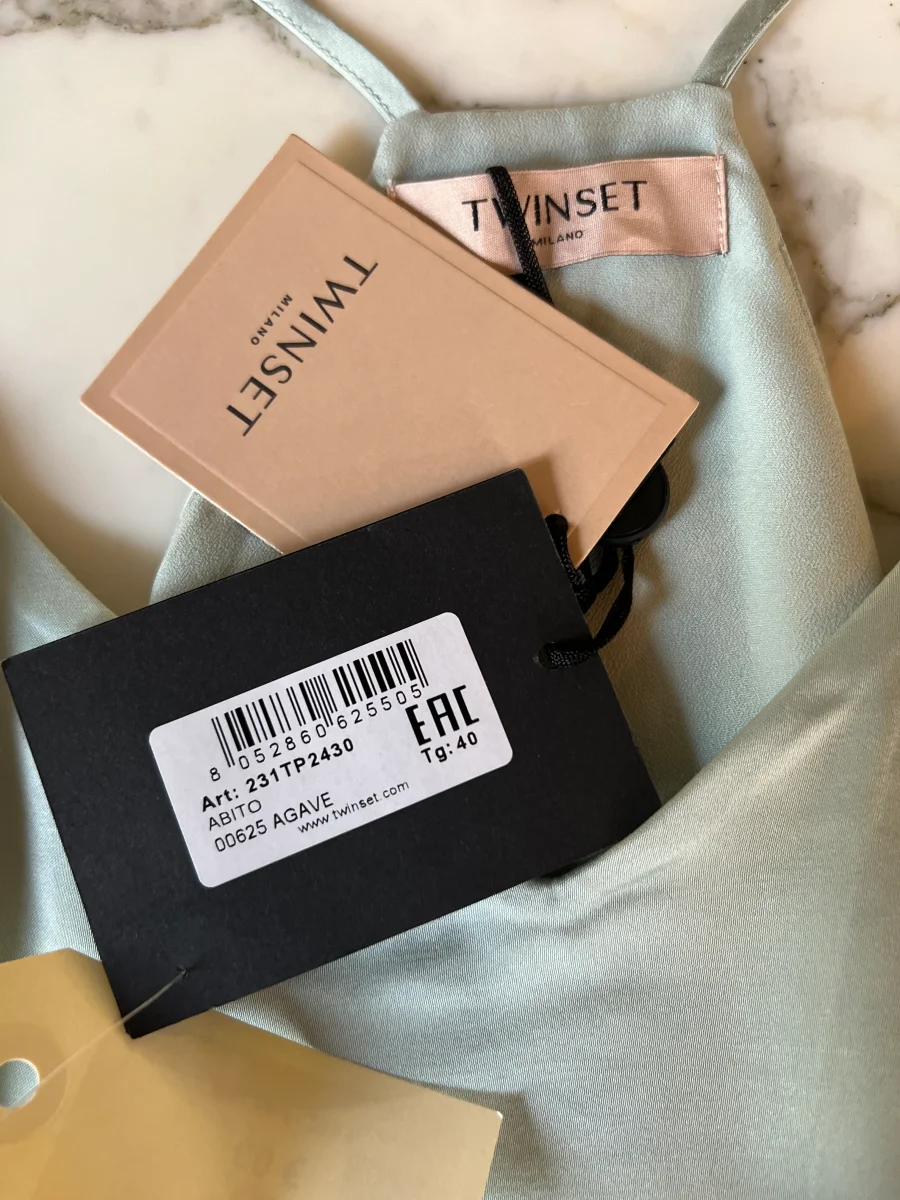 TWINSET
MILANO
TWINSET
MILANO
8 052860 625505
EAC
Art: 231TP2430
Tg: 40
ABITO
00625 AGAVE
www.twinset.com